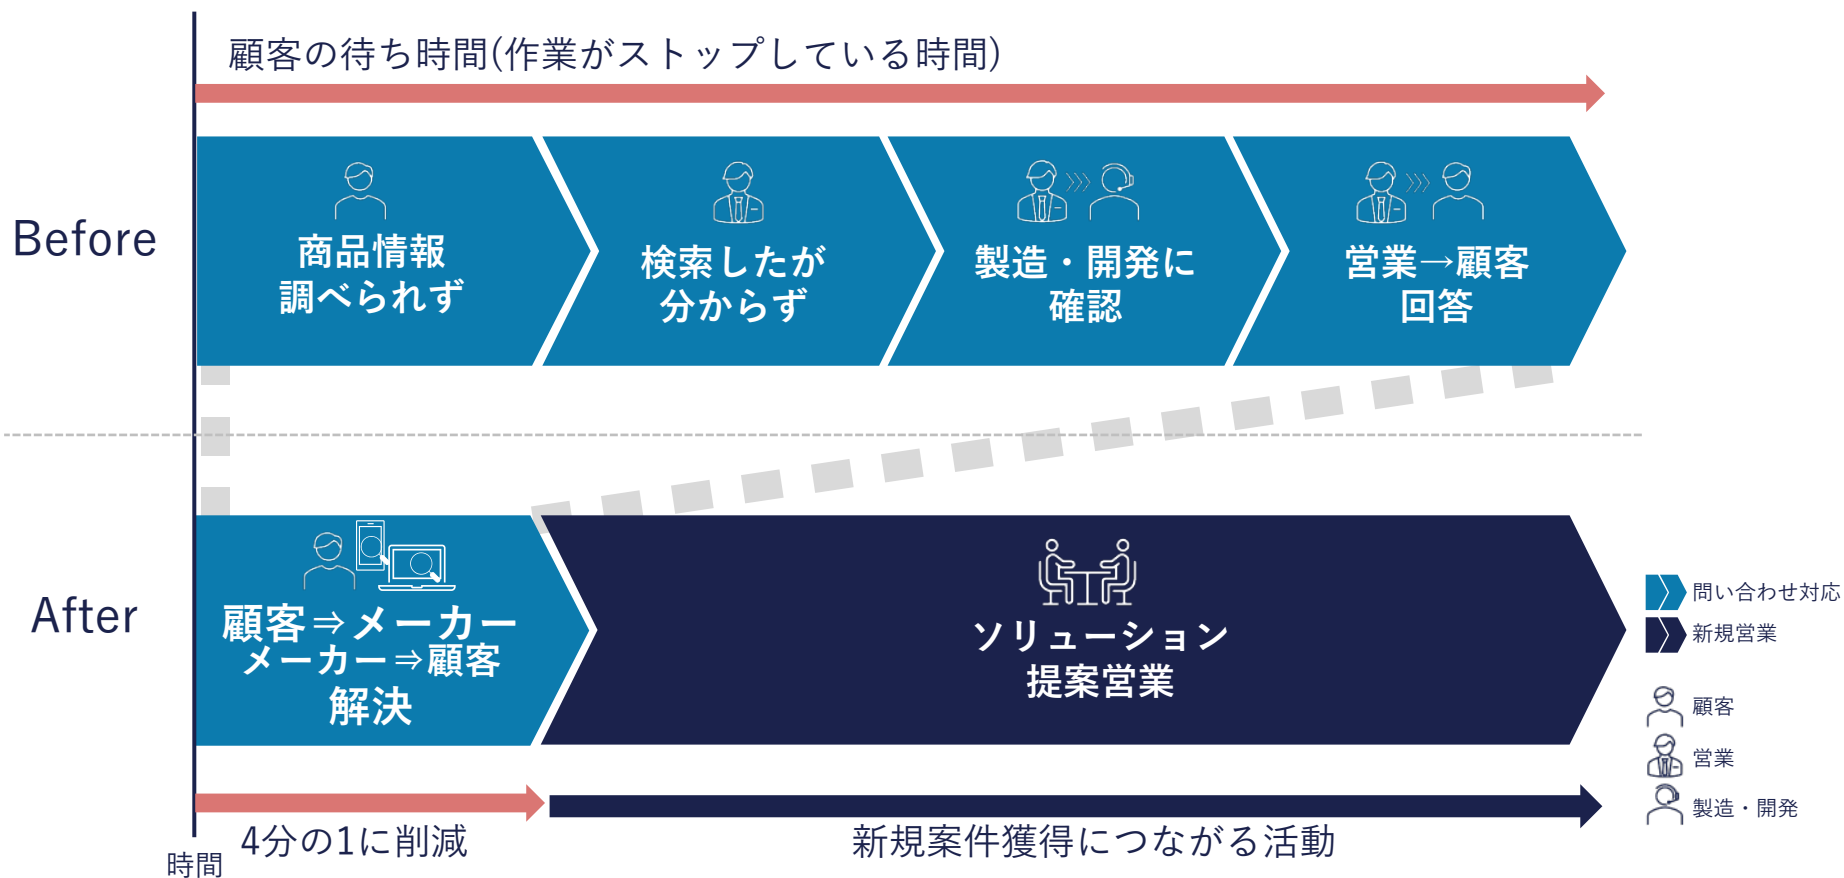 顧客の待ち時間(作業がストップしている時間)
Before
商品情報
調べられず
検索したが
分からず
製造・開発に
確認
営業→顧客
回答
After
顧客⇒メーカー
メーカー⇒顧客
解決
ソリューション
提案営業
問い合わせ対応
新規営業
顧客
営業
製造・開発
4分の1に削減
新規案件獲得につながる活動
時間